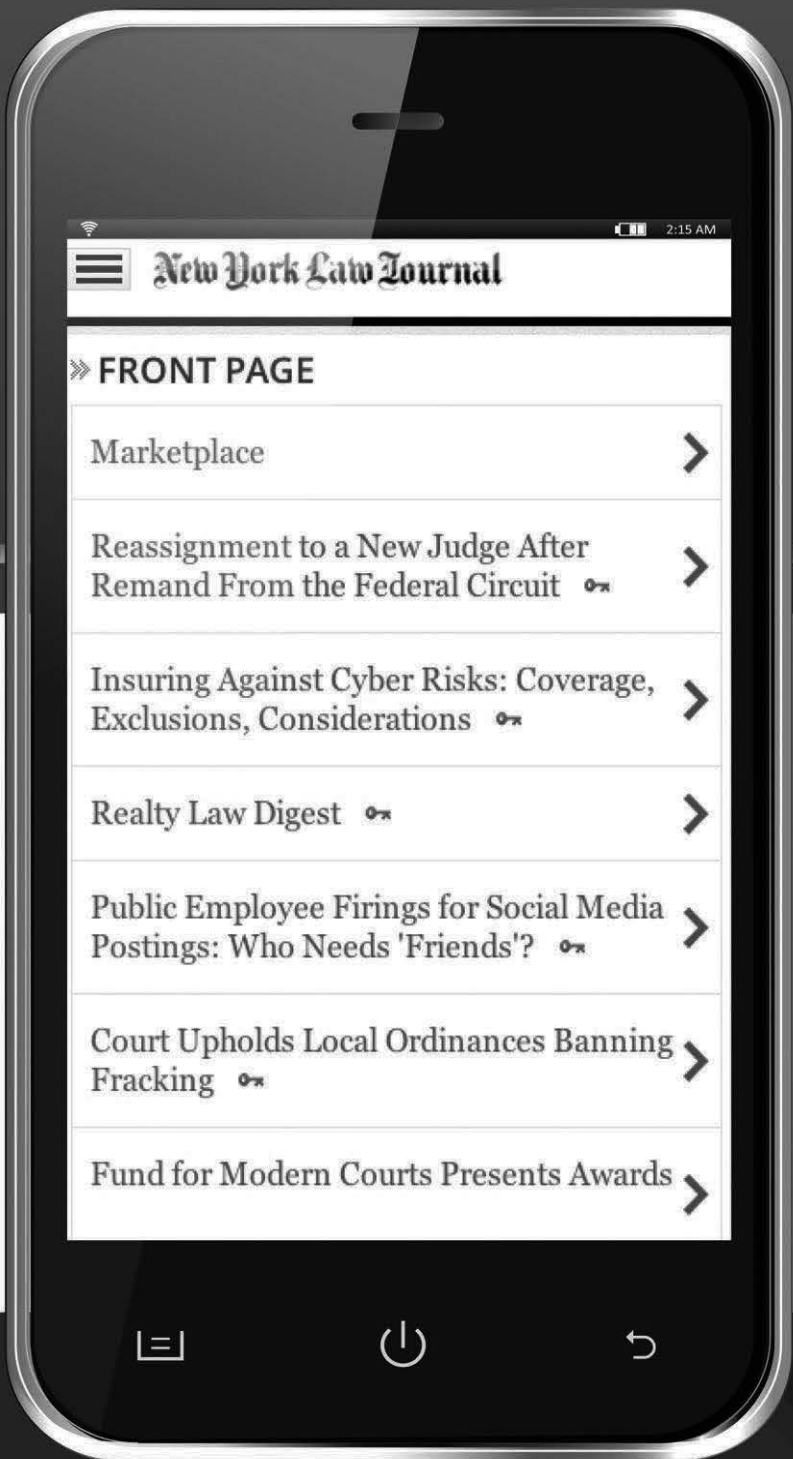 2:15 AM
New York Law Journal
» FRONT PAGE
Marketplace
Reassignment to a New Judge After
Remand From the Federal Circuit
Insuring Against Cyber Risks: Coverage,
Exclusions, Considerations
Realty Law Digest
Public Employee Firings for Social Media
Postings: Who Needs 'Friends'?
Court Upholds Local Ordinances Banning
Fracking
Fund for Modern Courts Presents Awards